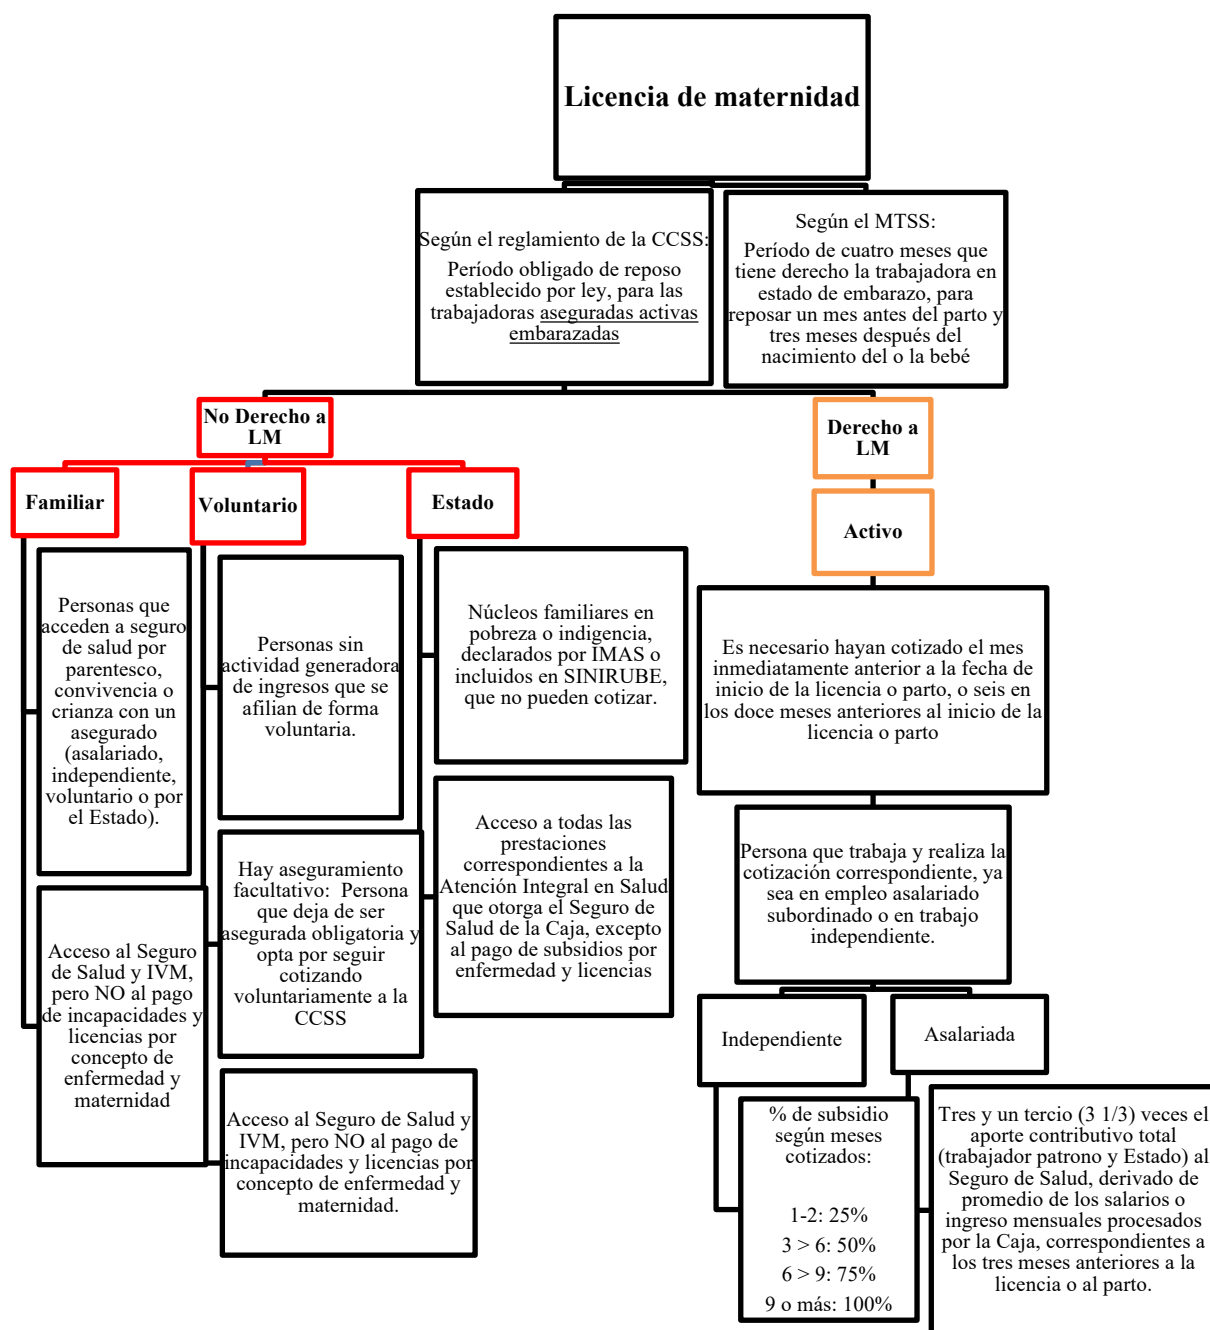 Licencia de maternidad
Según el reglamento de la CCSS:
Período obligado de reposo
establecido por ley, para las
trabajadoras aseguradas activas
embarazadas
Según el MTSS:
Período de cuatro meses que
tiene derecho la trabajadora en
estado de embarazo, para
reposar un mes antes del parto y
tres meses después del
nacimiento del o la bebé
No Derecho a
LM
Derecho a
LM
Familiar
Voluntario
Estado
Activo
Personas que
acceden a seguro
de salud por
parentesco,
convivencia o
crianza con un
asegurado
(asalariado,
independiente,
voluntario o por
el Estado).
Acceso al Seguro
de Salud y IVM,
pero NO al pago
de incapacidades y
licencias por
concepto de
enfermedad y
maternidad
Personas sin
actividad generadora
de ingresos que se
afilian de forma
voluntaria.
Hay aseguramiento
facultativo:  Persona
que deja de ser
asegurada obligatoria y
opta por seguir
cotizando
voluntariamente a la
CCSS
Acceso al Seguro de Salud y
IVM, pero NO al pago de
incapacidades y licencias por
concepto de enfermedad y
maternidad.
Núcleos familiares en
pobreza o indigencia,
declarados por IMAS o
incluidos en SINIRUBE,
que no pueden cotizar.
Acceso a todas las
prestaciones
correspondientes a la
Atención Integral en Salud
que otorga el Seguro de
Salud de la Caja, excepto
al pago de subsidios por
enfermedad y licencias
Es necesario hayan cotizado el mes
inmediatamente anterior a la fecha de
inicio de la licencia o parto, o seis en
los doce meses anteriores al inicio de la
licencia o parto
Persona que trabaja y realiza la
cotización correspondiente, ya
sea en empleo asalariado
subordinado o en trabajo
independiente.
Independiente
Asalariada
% de subsidio
según meses
cotizados:
1-2: 25%
3 > 6: 50%
6 > 9: 75%
9 o más: 100%
Tres y un tercio (3 1/3) veces el
aporte contributivo total
(trabajador patrono y Estado) al
Seguro de Salud, derivado de
promedio de los salarios o
ingreso mensuales procesados
por la Caja, correspondientes a
los tres meses anteriores a la
licencia o al parto.